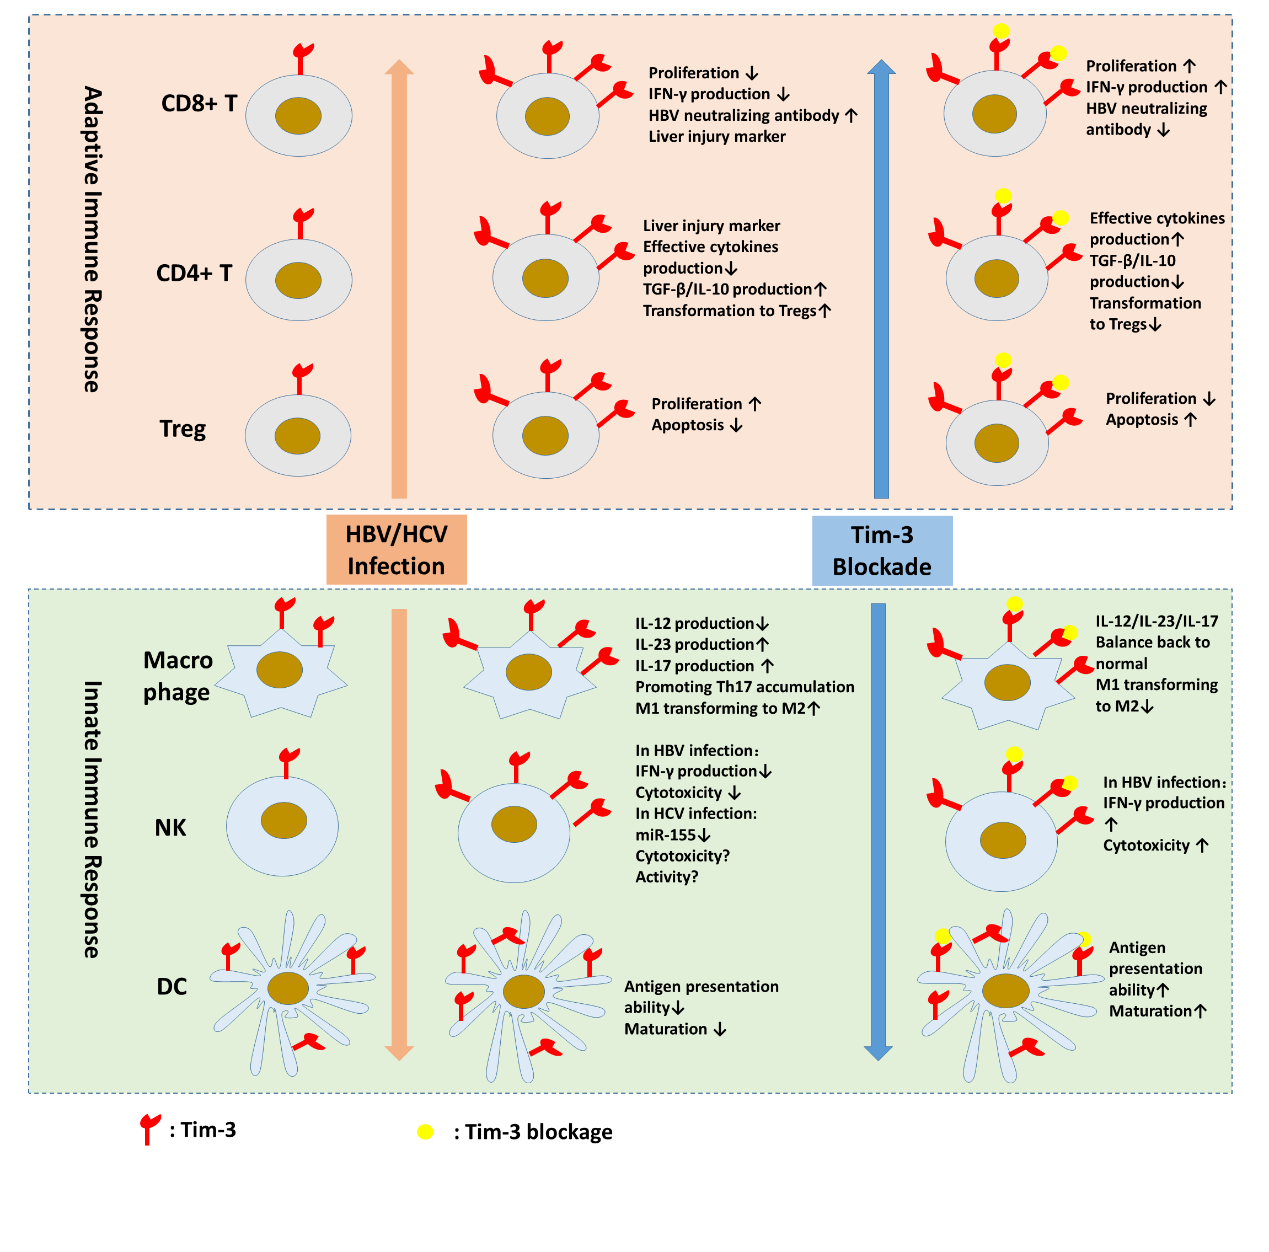 Adaptive Immune Response
CD8+ T
Proliferation ↓
IFN-γ production ↓
HBV neutralizing antibody ↑
Liver injury marker
Proliferation ↑
IFN-γ production ↑
HBV neutralizing
antibody ↓
CD4+ T
Liver injury marker
Effective cytokines
production↓
TGF-β/IL-10 production↑
Transformation to Tregs↑
Effective cytokines
production↑
TGF-β/IL-10
production↓
Transformation
to Tregs↓
Treg
Proliferation ↑
Apoptosis ↓
Proliferation ↓
Apoptosis ↑
HBV/HCV
Infection
Tim-3
Blockade
Innate Immune Response
Macro
phage
IL-12 production↓
IL-23 production↑
IL-17 production ↑
Promoting Th17 accumulation
M1 transforming to M2↑
IL-12/IL-23/IL-17
Balance back to
normal
M1 transforming
to M2↓
NK
In HBV infection:
IFN-γ production↓
Cytotoxicity ↓
In HCV infection:
miR-155↓
Cytotoxicity?
Activity?
In HBV infection:
IFN-γ production
↑
Cytotoxicity ↑
DC
Antigen presentation
ability↓
Maturation ↓
Antigen
presentation
ability↑
Maturation↑
: Tim-3
: Tim-3 blockage